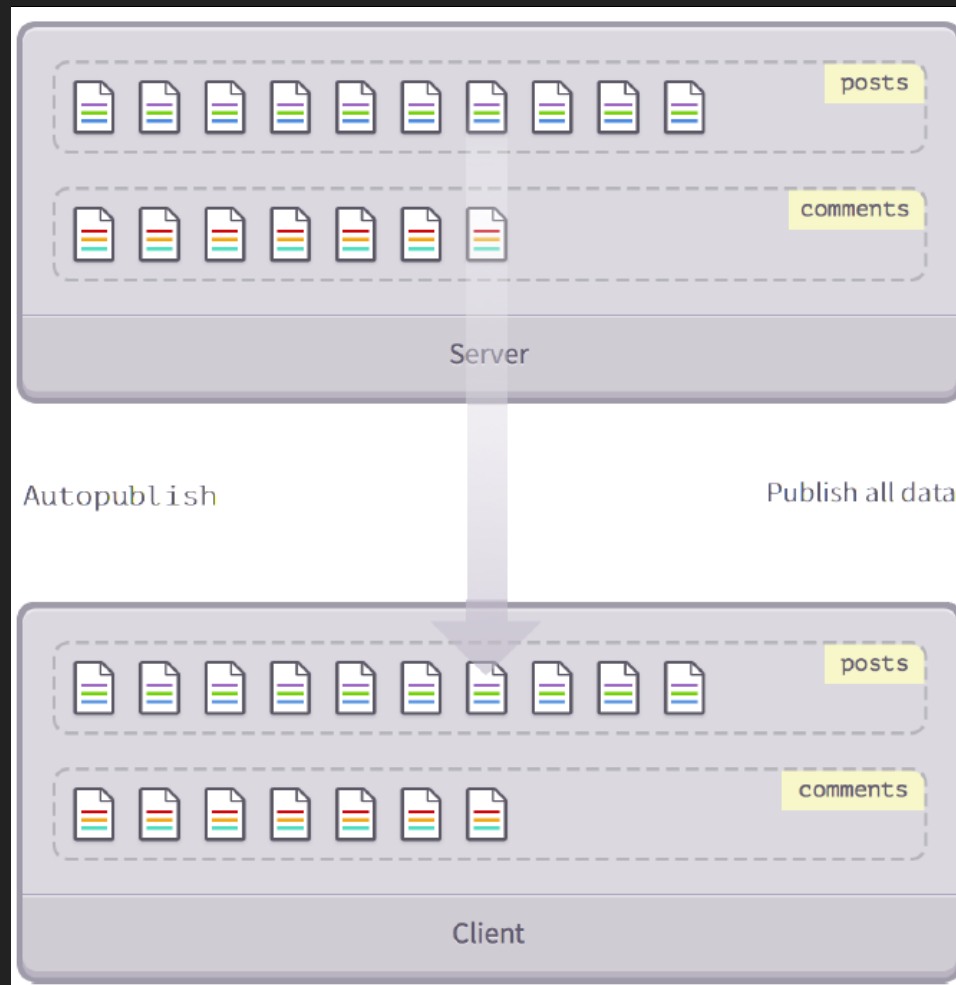 posts
comments
Server
Autopublish
Publish all data
posts
comments
Client